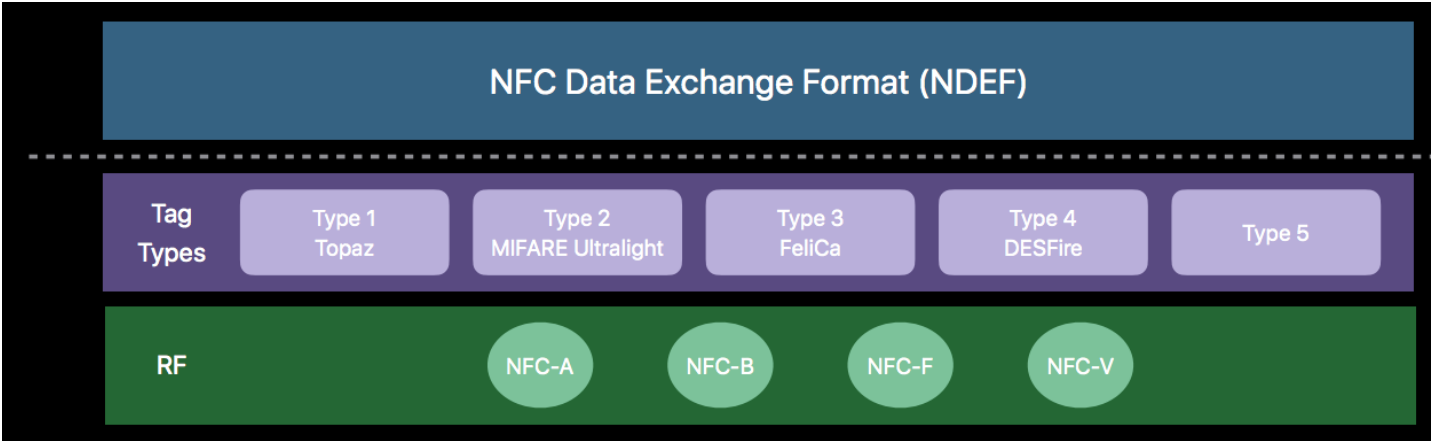 NFC Data Exchange Format (NDEF)
Tag
Types
Type 1
Topaz
Type 2
MIFARE Ultralight
Type 3
FeliCa
Type 4
DESFire
Type 5
RF
NFC-A
NFC-B
NFC-F
NFC-V